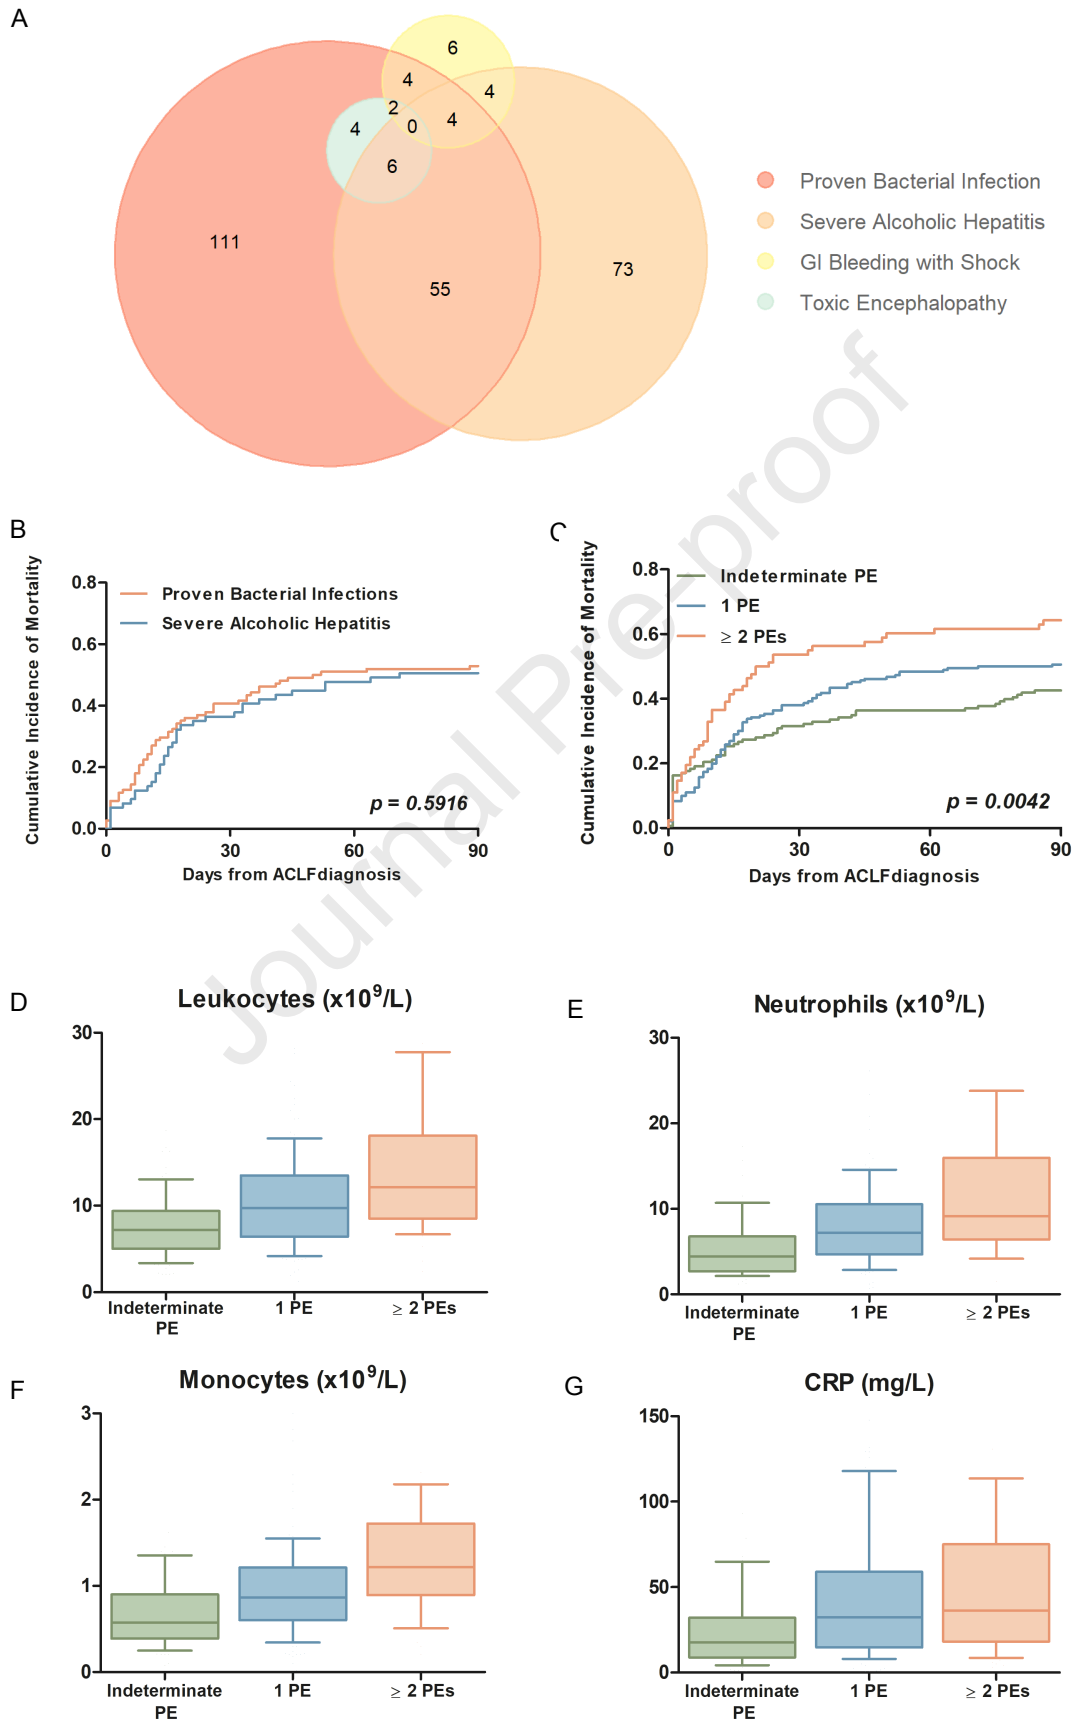 A
6
4
4
2
0
4
4
6
111
55
73
Proven Bacterial Infection
Severe Alcoholic Hepatitis
GI Bleeding with Shock
Toxic Encephalopathy
Journal Pre-proof
B
Cumulative Incidence of Mortality
0.8
0.6
0.4
0.2
0.0
Proven Bacterial Infections
Severe Alcoholic Hepatitis
p = 0.5916
0
30
60
90
Days from ACLF diagnosis
C
Cumulative Incidence of Mortality
0.8
0.6
0.4
0.2
0.0
Indeterminate PE
1 PE
≥ 2 PEs
p = 0.0042
0
30
60
90
Days from ACLF diagnosis
D
Leukocytes (x10⁹/L)
30
20
10
0
Indeterminate
PE
1 PE
≥ 2 PEs
E
Neutrophils (x10⁹/L)
30
20
10
0
Indeterminate
PE
1 PE
≥ 2 PEs
F
Monocytes (x10⁹/L)
3
2
1
0
Indeterminate
PE
1 PE
≥ 2 PEs
G
CRP (mg/L)
150
100
50
0
Indeterminate
PE
1 PE
≥ 2 PEs